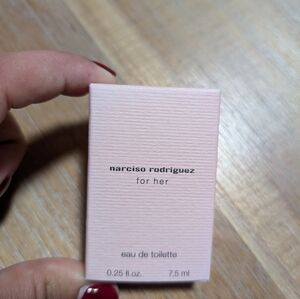 narciso rodriguez
for her
eau de toilette
0.25 fl.oz. 7.5 ml